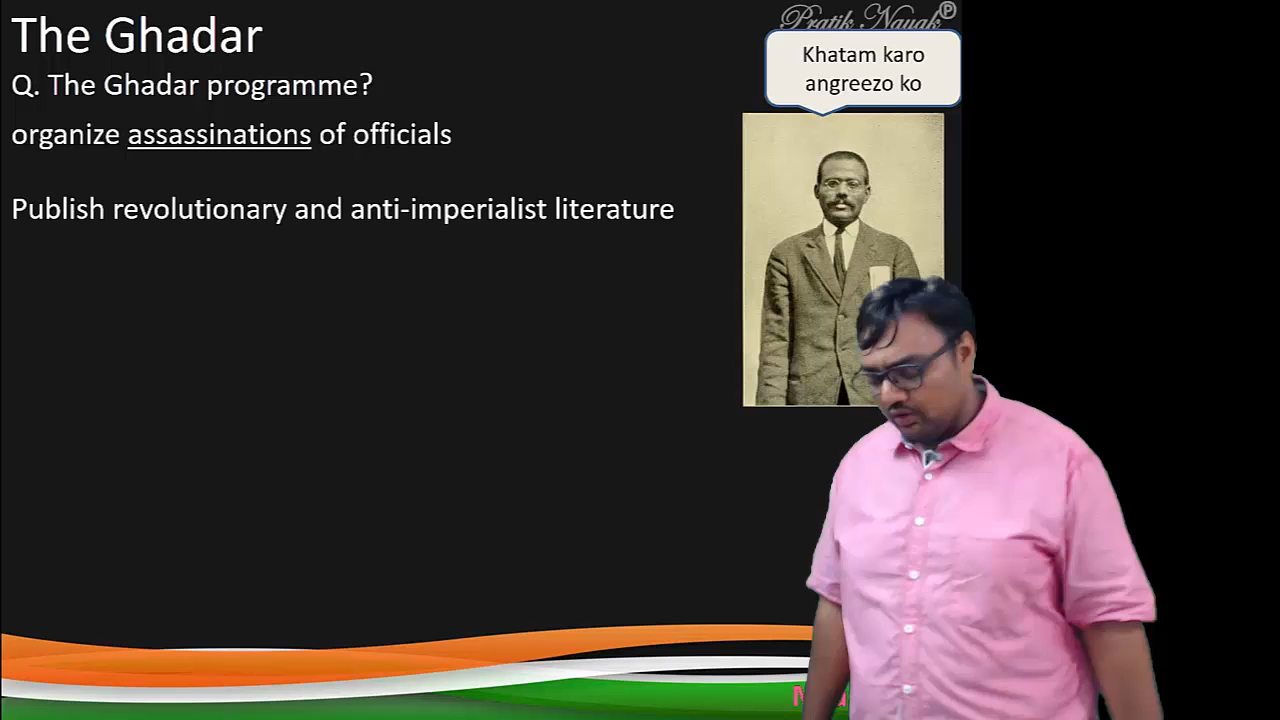 The Ghadar
Pratik Nayak
Q. The Ghadar programme?
Khatam karo
angreezo ko
organize assassinations of officials
Publish revolutionary and anti-imperialist literature